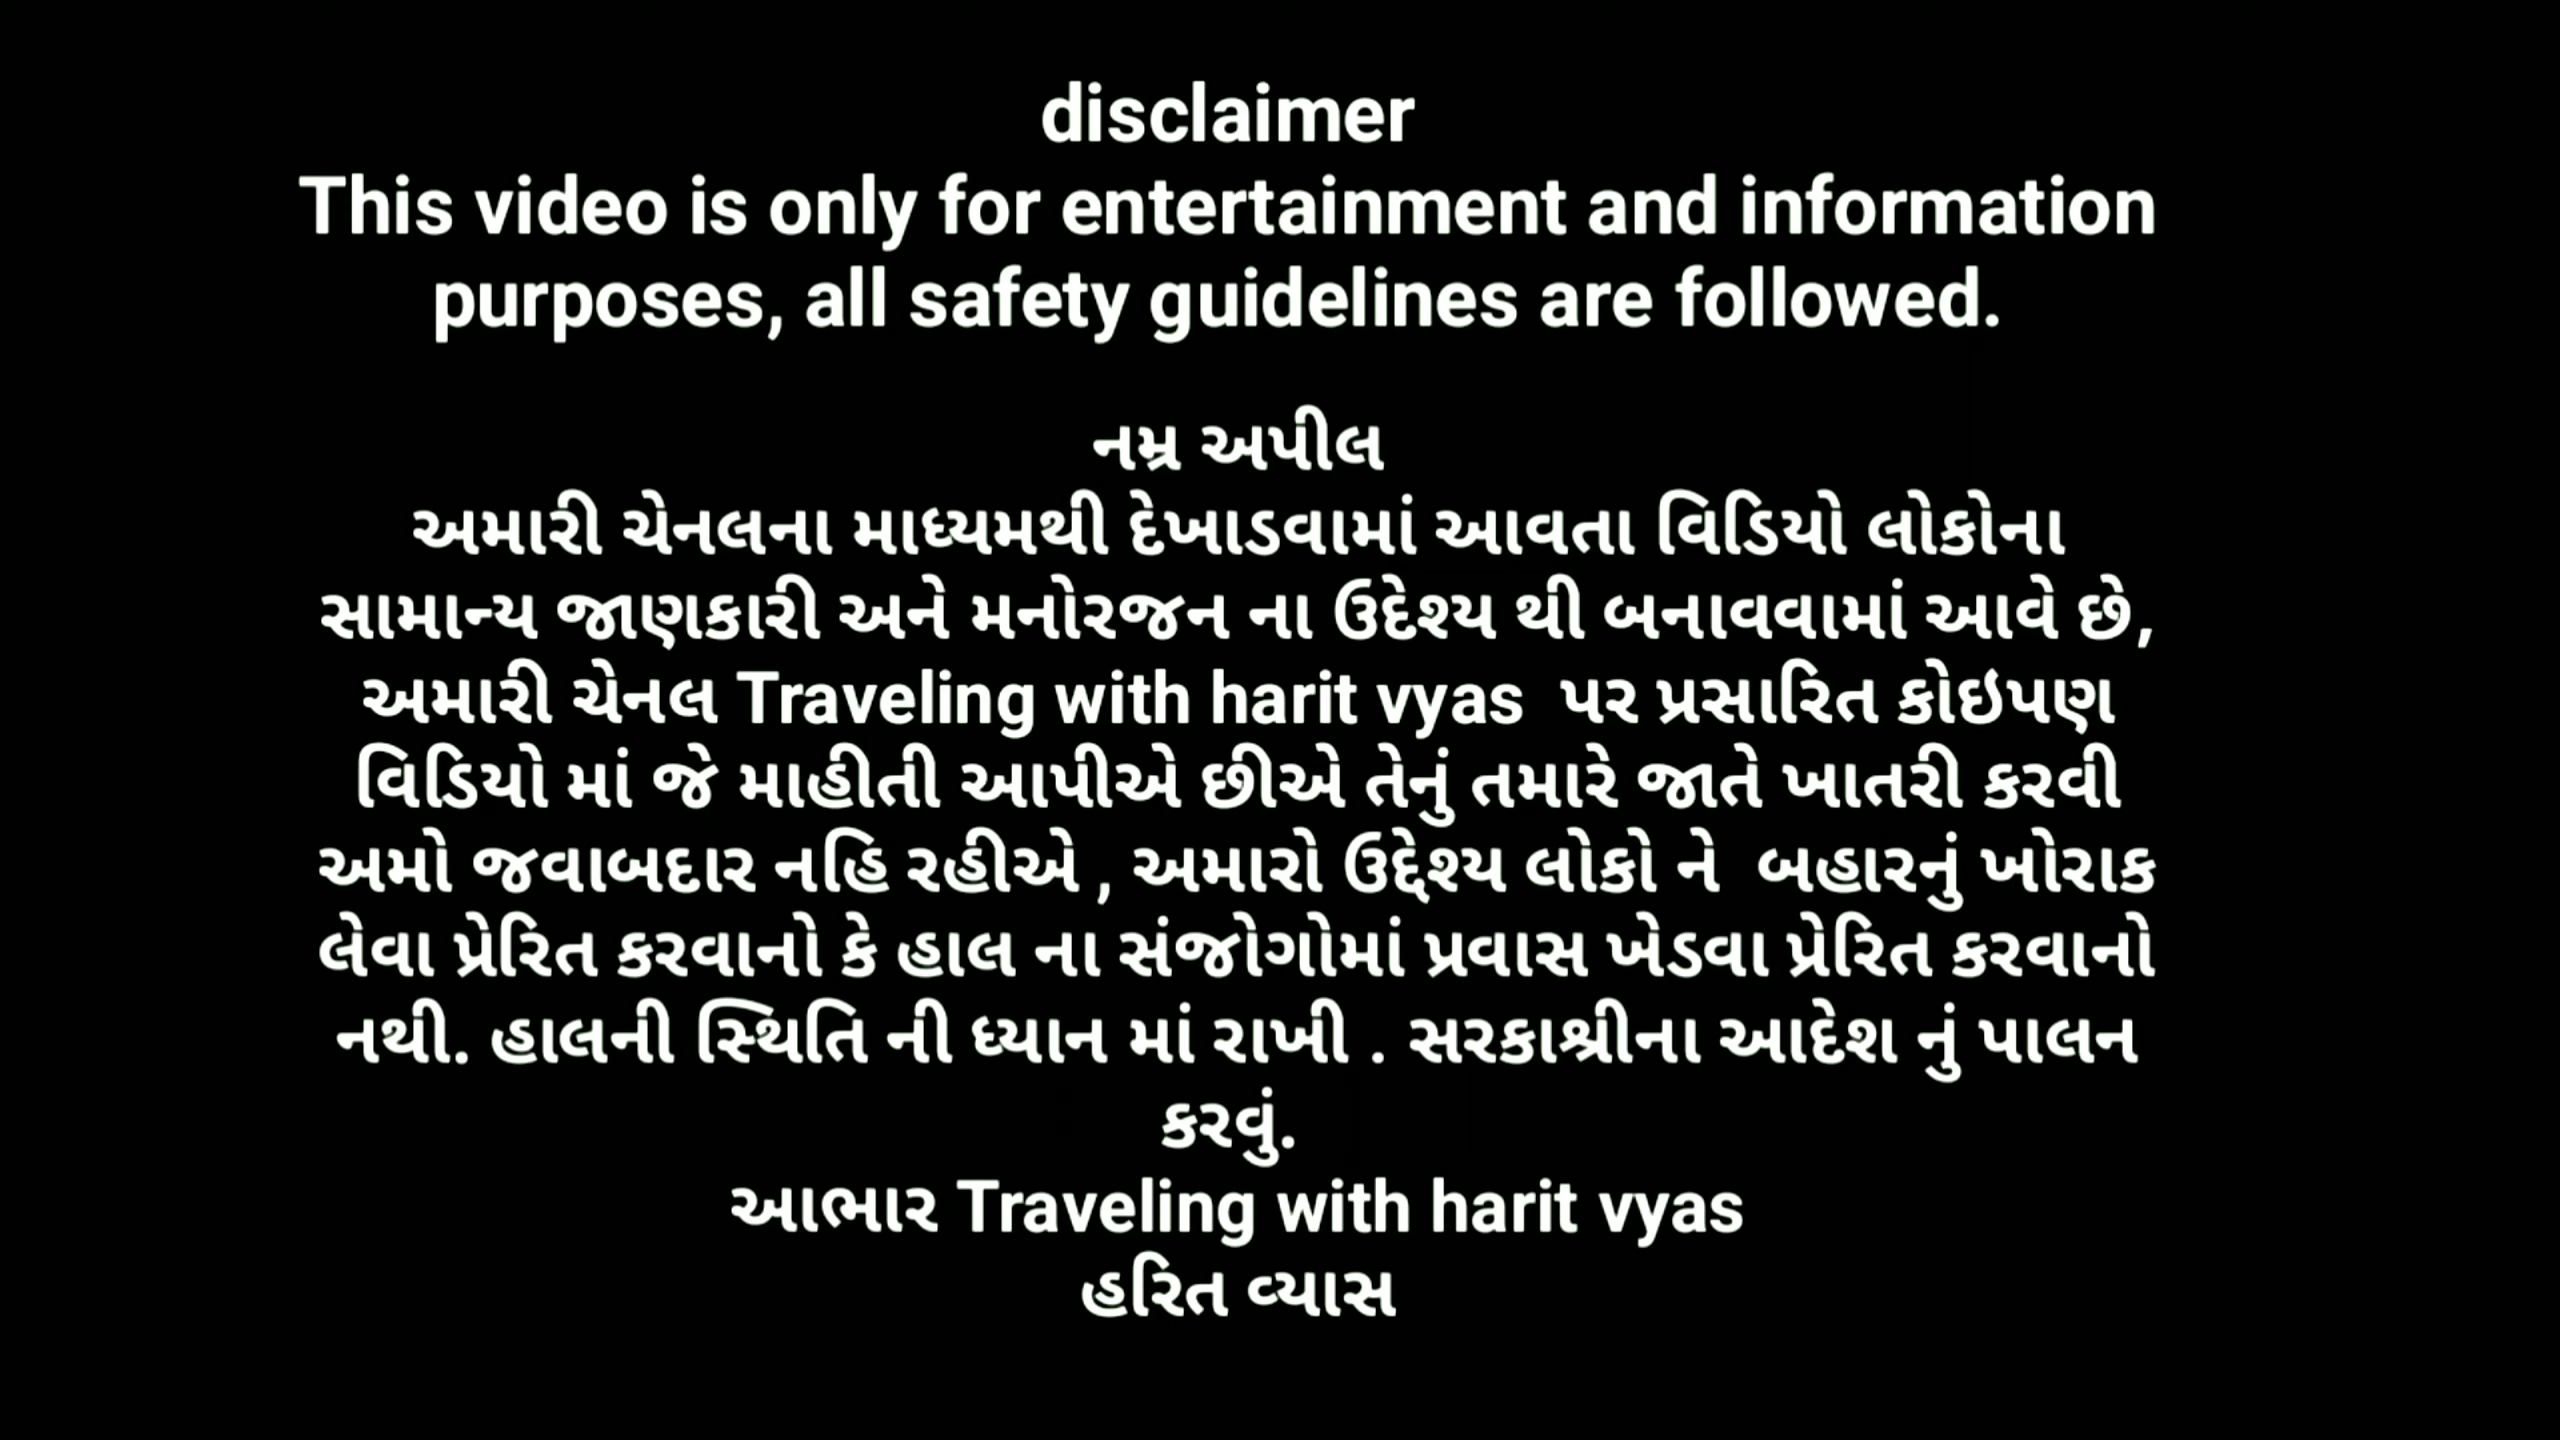 disclaimer
This video is only for entertainment and information
purposes, all safety guidelines are followed.
નમ્ર અપીલ
અમારી ચેનલના માધ્યમથી દેખાડવામાં આવતા વિડિયો લોકોના
સામાન્ય જાણકારી અને મનોરજન ના ઉદેશ્ય થી બનાવવામાં આવે છે,
અમારી ચેનલ Traveling with harit vyas પર પ્રસારિત કોઇપણ
વિડિયો માં જે માહીતી આપીએ છીએ તેનું તમારે જાતે ખાતરી કરવી
અમો જવાબદાર નહિ રહીએ , અમારો ઉદ્દેશ્ય લોકો ને બહારનું ખોરાક
લેવા પ્રેરિત કરવાનો કે હાલ ના સંજોગોમાં પ્રવાસ ખેડવા પ્રેરિત કરવાનો
નથી. હાલની સ્થિતિ ની ધ્યાન માં રાખી . સરકાશ્રીના આદેશ નું પાલન
કરવું.
આભાર Traveling with harit vyas
હરિત વ્યાસ